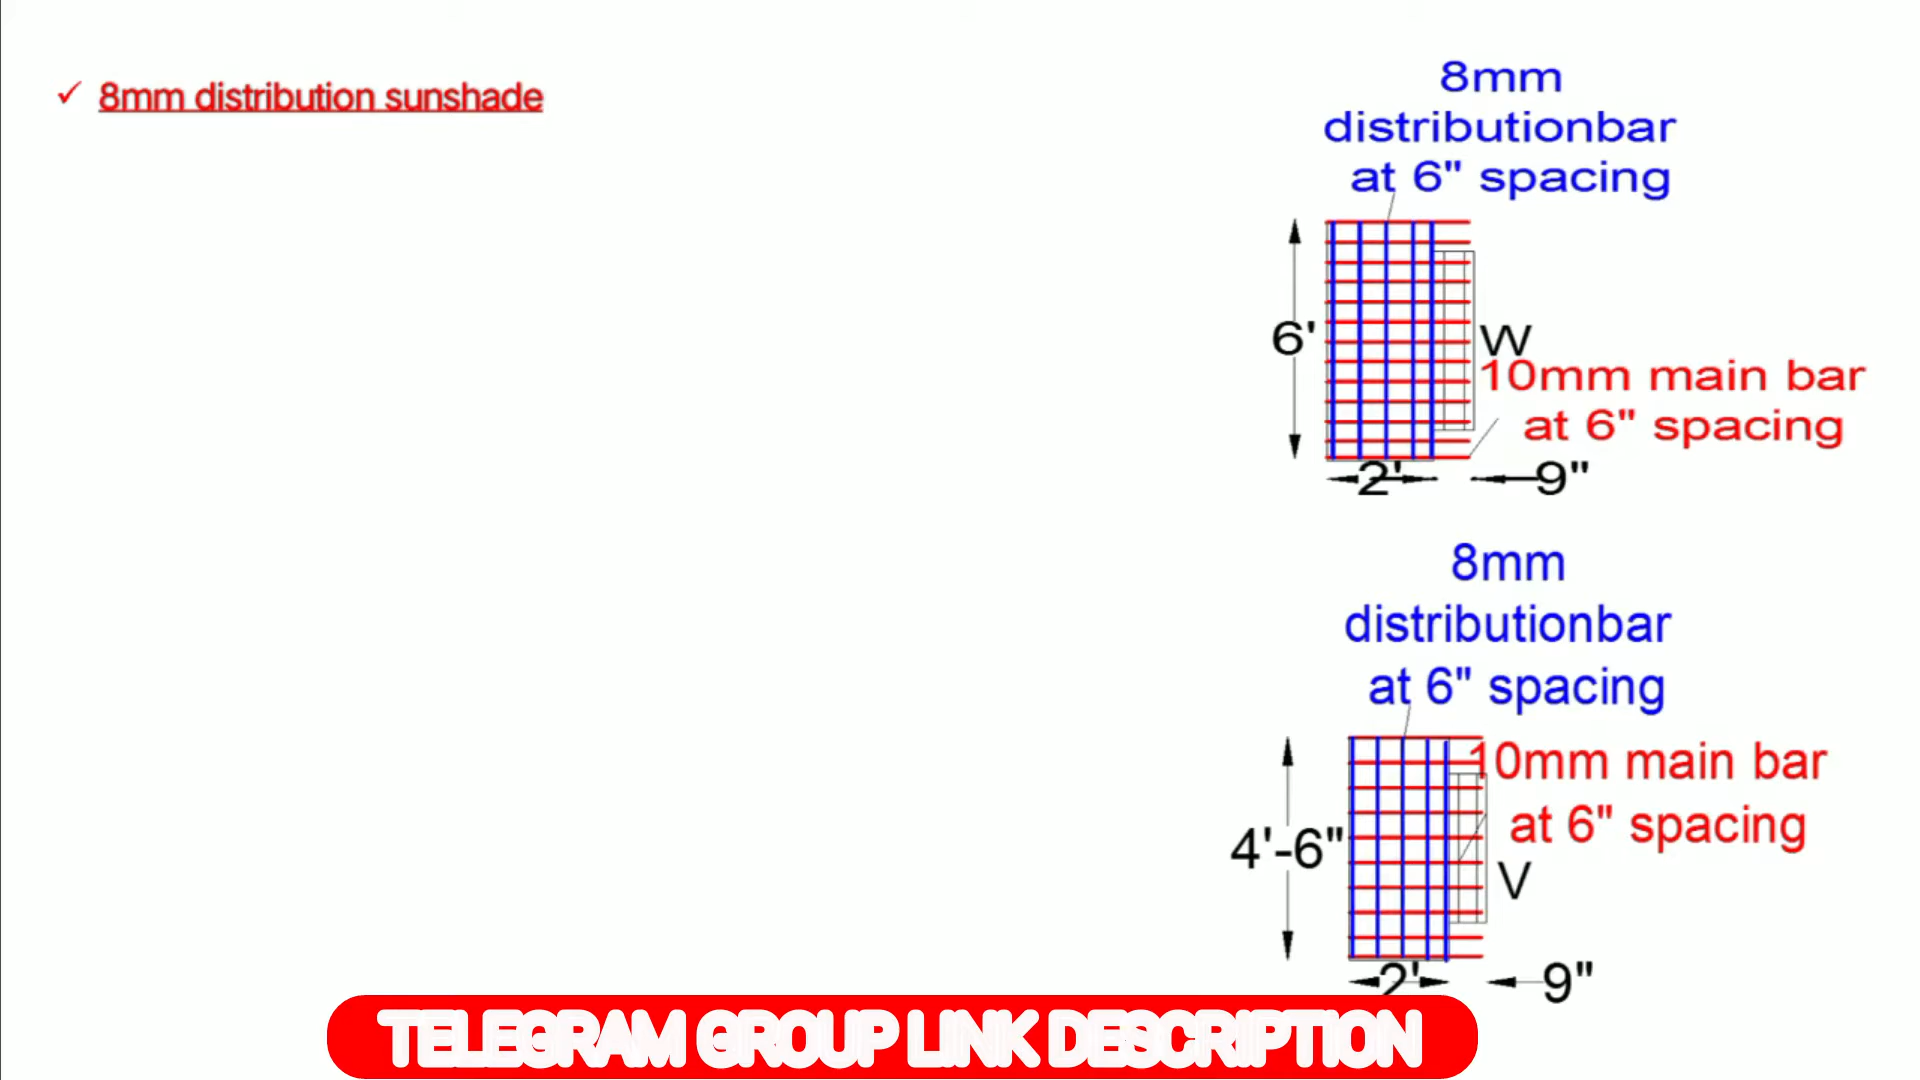 ✓ 8mm distribution sunshade
8mm
distributionbar
at 6" spacing
6'
W
10mm main bar
at 6" spacing
2'
9"
8mm
distributionbar
at 6" spacing
10mm main bar
at 6" spacing
4'-6"
V
2'
9"
TELEGRAM GROUP LINK DESCRIPTION